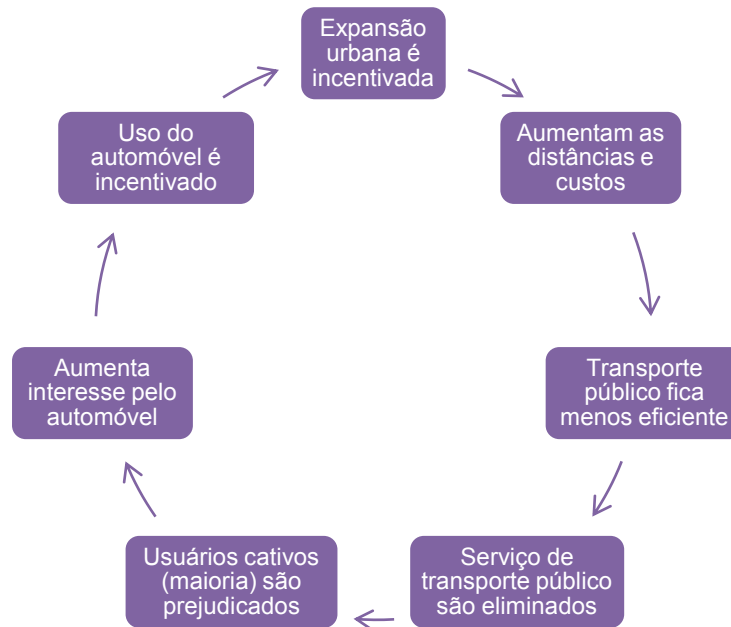 Expansão
urbana é
incentivada
Aumentam as
distâncias e
custos
Transporte
público fica
menos eficiente
Serviço de
transporte público
são eliminados
Usuários cativos
(maioria) são
prejudicados
Aumenta
interesse pelo
automóvel
Uso do
automóvel é
incentivado